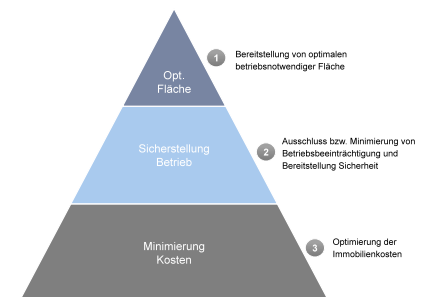 Opt.
Fläche
1
Bereitstellung von optimalen
betriebsnotwendiger Fläche
Sicherstellung
Betrieb
2
Ausschluss bzw. Minimierung von
Betriebsbeeinträchtigung und
Bereitstellung Sicherheit
Minimierung
Kosten
3
Optimierung der
Immobilienkosten